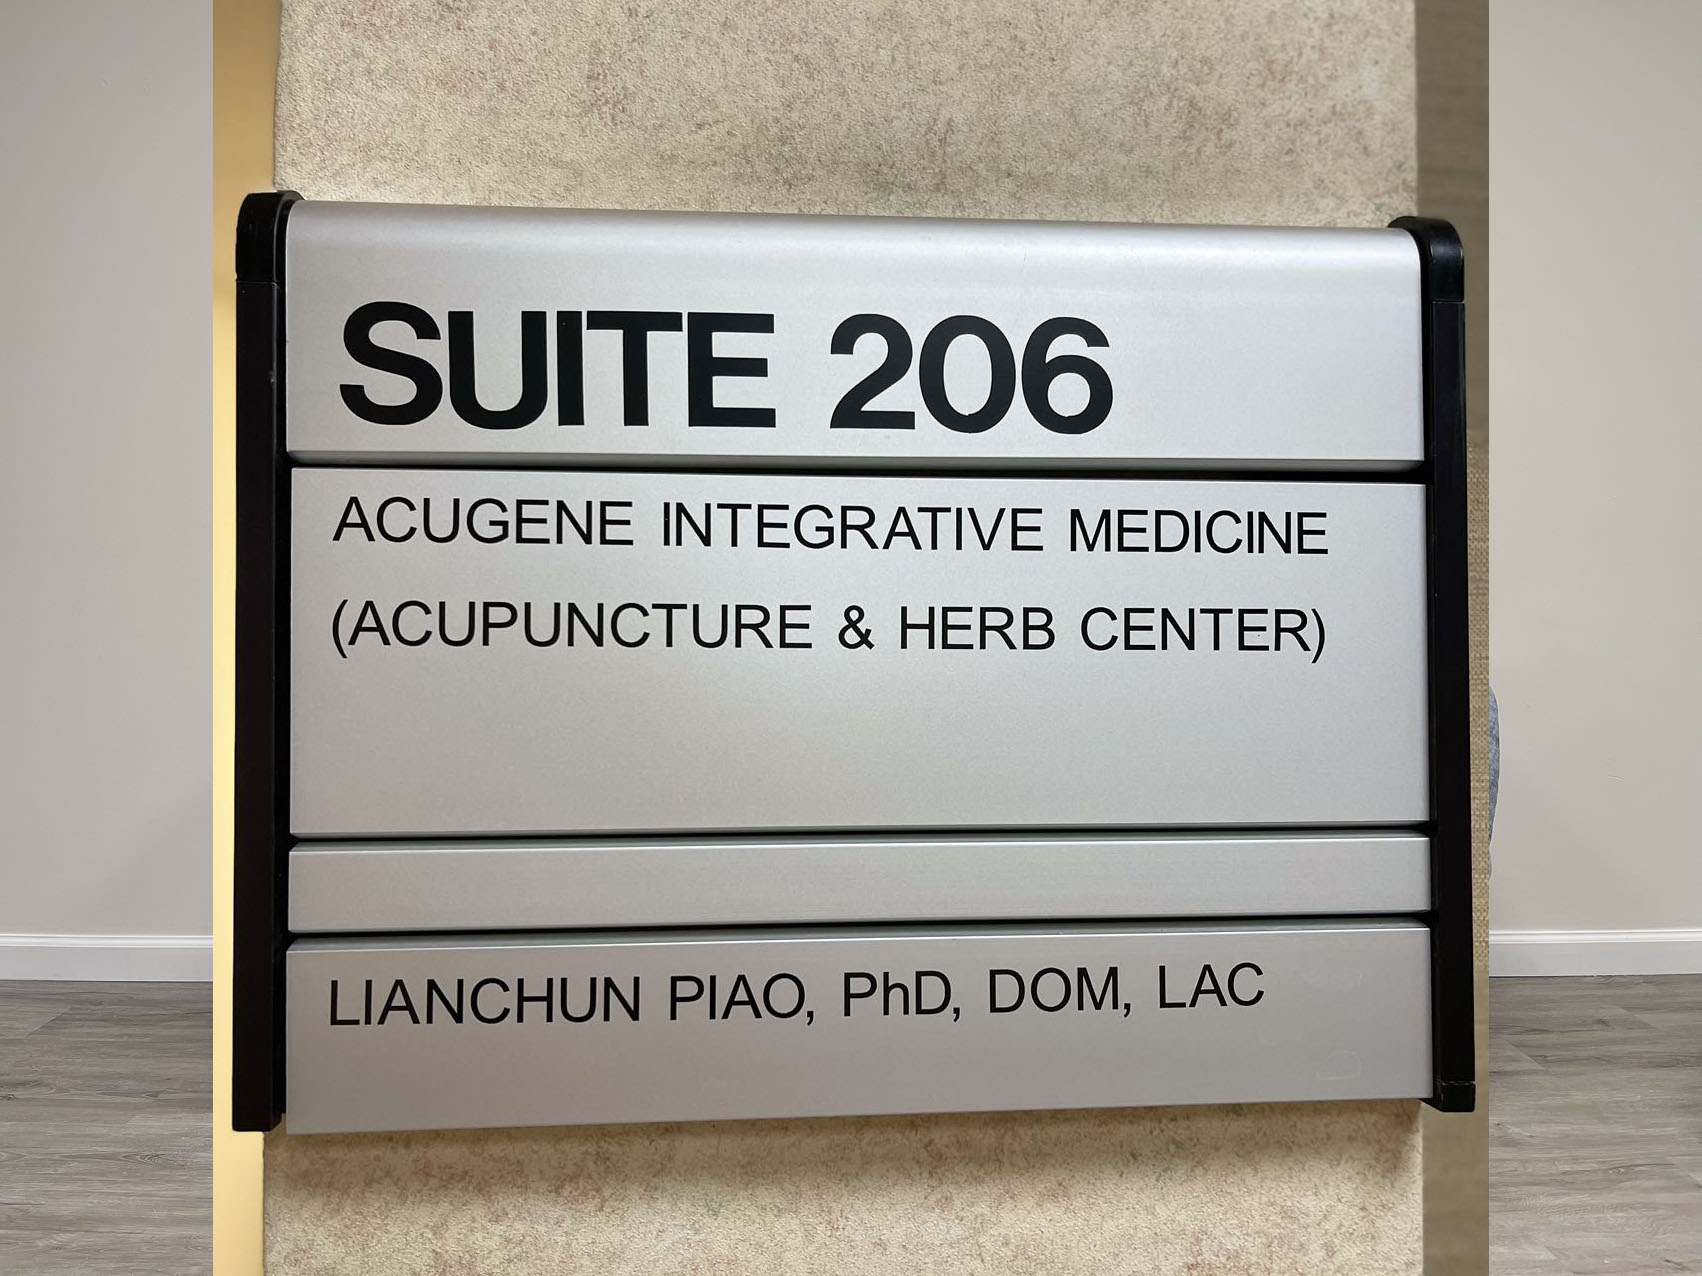 SUITE 206
ACUGENE INTEGRATIVE MEDICINE
(ACUPUNCTURE & HERB CENTER)
LIANCHUN PIAO, PhD, DOM, LAC